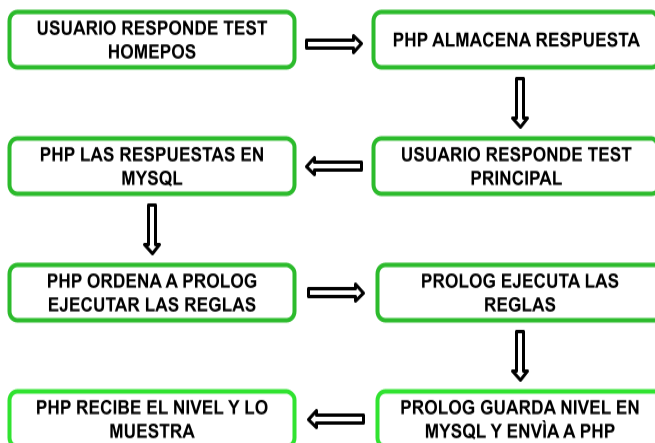 USUARIO RESPONDE TEST
HOMEPOS
PHP ALMACENA RESPUESTA
USUARIO RESPONDE TEST
PRINCIPAL
PHP LAS RESPUESTAS EN
MYSQL
PHP ORDENA A PROLOG
EJECUTAR LAS REGLAS
PROLOG EJECUTA LAS
REGLAS
PROLOG GUARDA NIVEL EN
MYSQL Y ENVÌA A PHP
PHP RECIBE EL NIVEL Y LO
MUESTRA